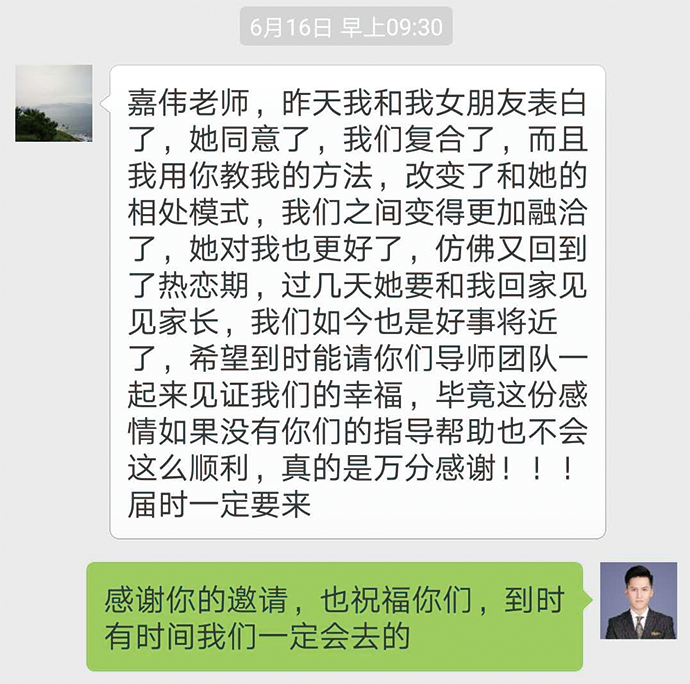 6月16日 早上09:30
嘉伟老师，昨天我和我女朋友表白
了，她同意了，我们复合了，而且
我用你教我的方法，改变了和她的
相处模式，我们之间变得更加融洽
了，她对我也更好了，仿佛又回到
了热恋期，过几天她要和我回家见
见家长，我们如今也是好事将近
了，希望到时能请你们导师团队一
起来见证我们的幸福，毕竟这份感
情如果没有你们的指导帮助也不会
这么顺利，真的是万分感谢！！！
届时一定要来
感谢你的邀请，也祝福你们，到时
有时间我们一定会去的